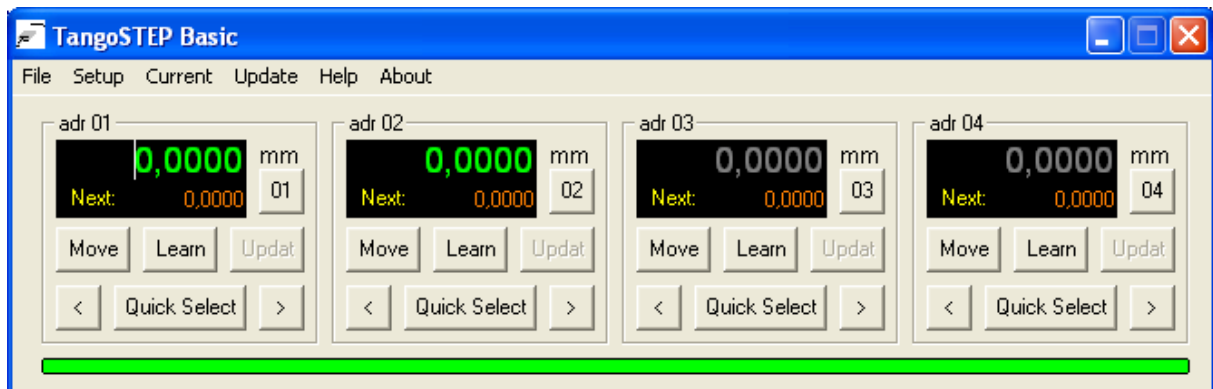 TangoSTEP Basic
File Setup Current Update Help About
adr 01 adr 02 adr 03 adr 04
0,0000 mm 0,0000 mm 0,0000 mm 0,0000 mm
Next: 0,0000 01 Next: 0,0000 02 Next: 0,0000 03 Next: 0,0000 04
Move Learn Updat Move Learn Updat Move Learn Updat Move Learn Updat
< Quick Select > < Quick Select > < Quick Select > < Quick Select >